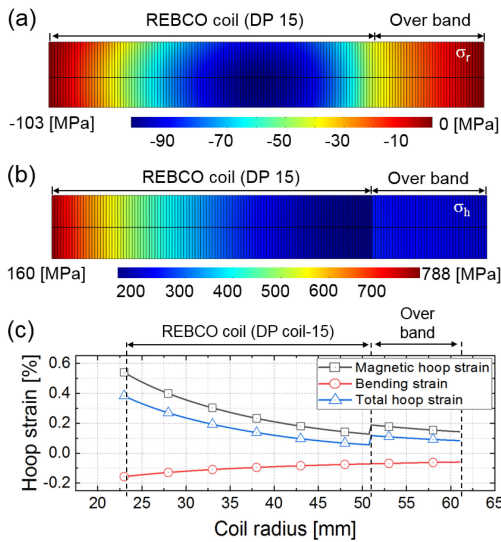 (a) REBCO coil (DP 15) Over band
σr
-103 [MPa] 0 [MPa]
-90 -70 -50 -30 -10
(b) REBCO coil (DP 15) Over band
σh
160 [MPa] 788 [MPa]
200 300 400 500 600 700
(c) REBCO coil (DP coil-15) Over
band
Hoop strain [%]
0.6
0.4
0.2
0.0
-0.2
Magnetic hoop strain
Bending strain
Total hoop strain
20 25 30 35 40 45 50 55 60 65
Coil radius [mm]